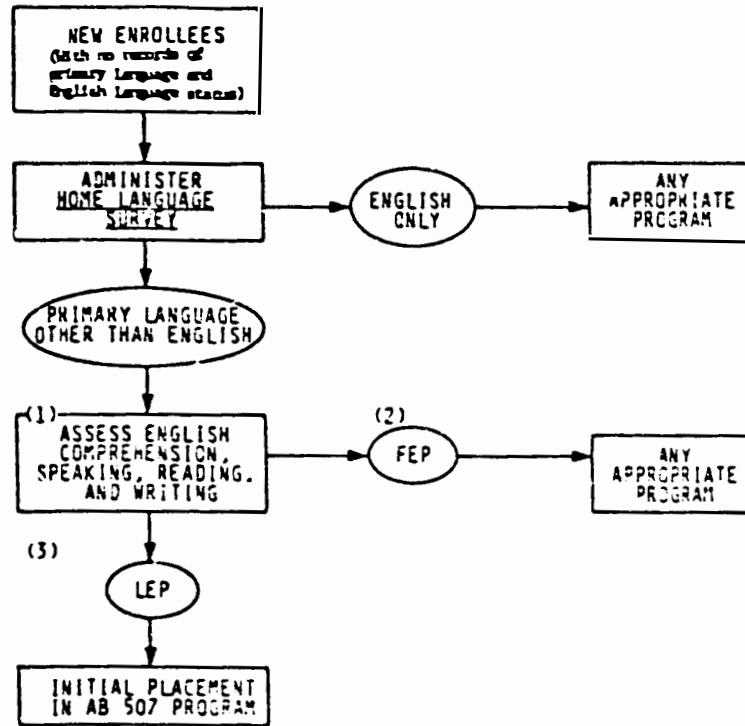 NEW ENROLLEES
(With no records of
primary Language and
English Language status)
ADMINISTER
HOME LANGUAGE
SURVEY
ENGLISH
ONLY
ANY
APPROPRIATE
PROGRAM
PRIMARY LANGUAGE
OTHER THAN ENGLISH
(1)
ASSESS ENGLISH
COMPREHENSION,
SPEAKING, READING,
AND WRITING
(2)
FEP
ANY
APPROPRIATE
PROGRAM
(3)
LEP
INITIAL PLACEMENT
IN AB 507 PROGRAM